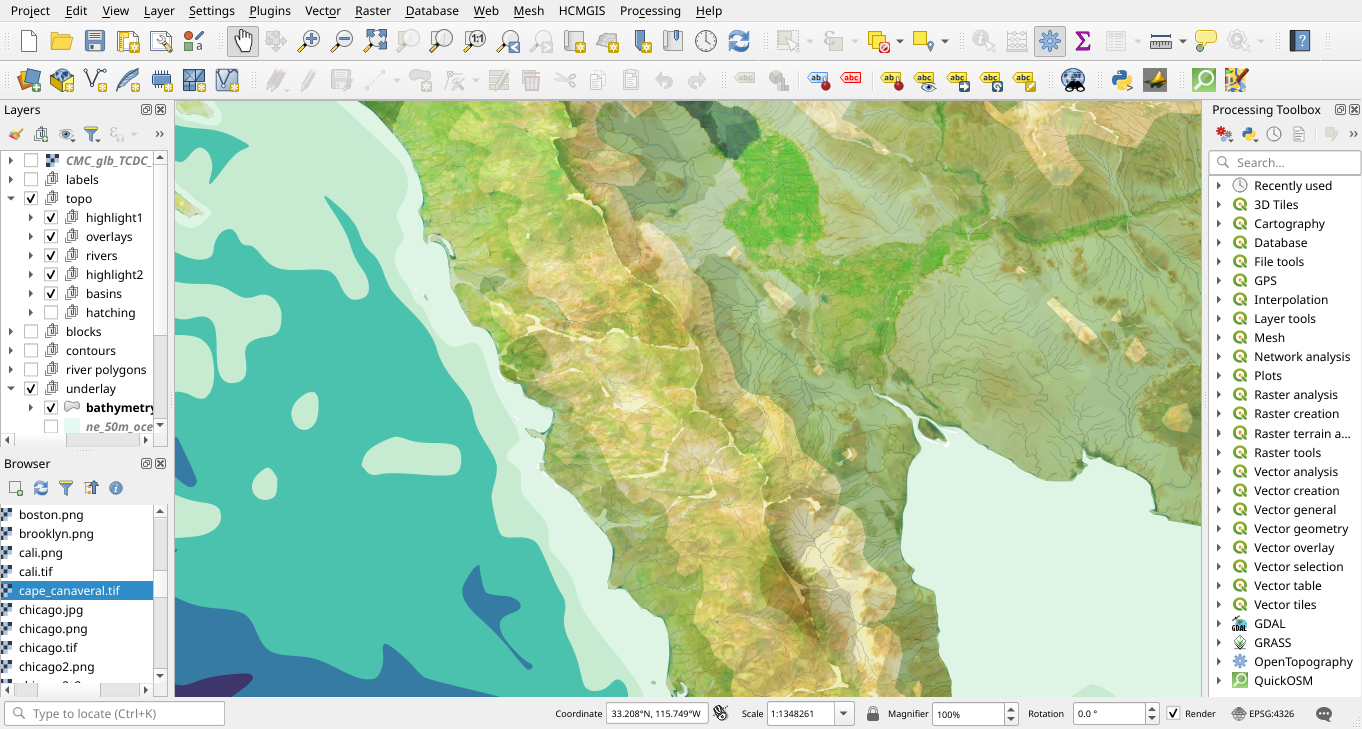 Project Edit View Layer Settings Plugins Vector Raster Database Web Mesh HCMGIS Processing Help
Layers
CMC_glb_TCDC_
labels
topo
highlight1
overlays
rivers
highlight2
basins
hatching
blocks
contours
river polygons
underlay
bathymetry
ne_50m_oce
Browser
boston.png
brooklyn.png
cali.png
cali.tif
cape_canaveral.tif
chicago.jpg
chicago.png
chicago.tif
chicago2.png
Processing Toolbox
Search...
Recently used
3D Tiles
Cartography
Database
File tools
GPS
Interpolation
Layer tools
Mesh
Network analysis
Plots
Raster analysis
Raster creation
Raster terrain a...
Raster tools
Vector analysis
Vector creation
Vector general
Vector geometry
Vector overlay
Vector selection
Vector table
Vector tiles
GDAL
GRASS
OpenTopography
QuickOSM
Type to locate (Ctrl+K) Coordinate 33.208°N, 115.749°W Scale 1:1348261 Magnifier 100% Rotation 0.0 ° Render EPSG:4326